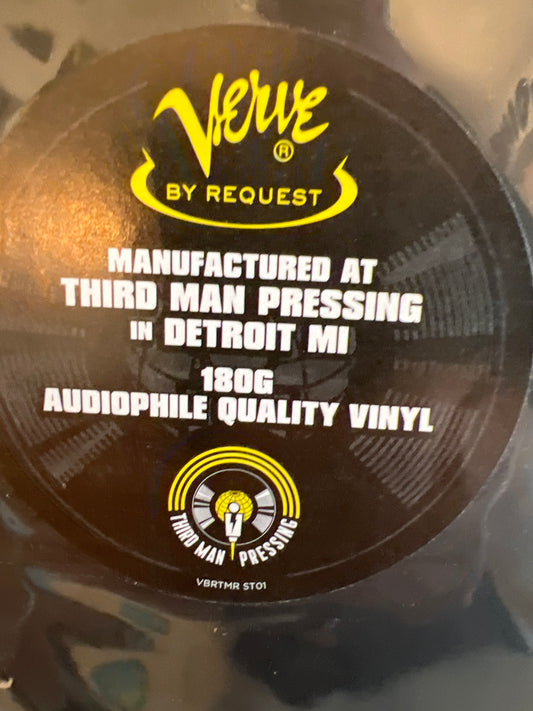 Verve
®
BY REQUEST
MANUFACTURED AT
THIRD MAN PRESSING
IN DETROIT MI
180G
AUDIOPHILE QUALITY VINYL
THIRD MAN PRESSING
VBRTMR ST01